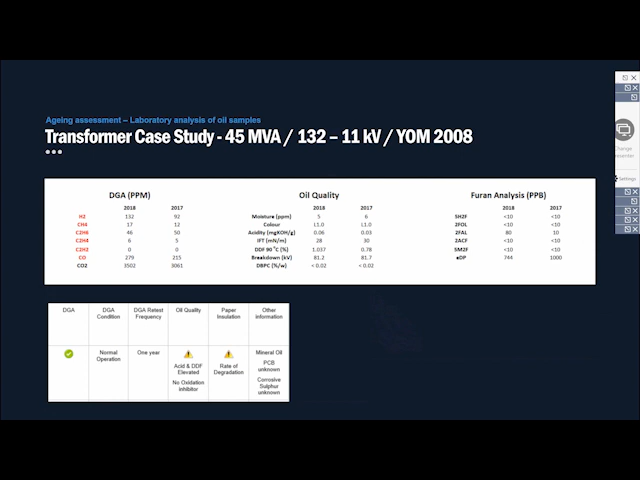 Ageing assessment – Laboratory analysis of oil samples
Transformer Case Study - 45 MVA / 132 – 11 kV / YOM 2008
DGA (PPM) Oil Quality Furan Analysis (PPB)
2018 2017 2018 2017 2018 2017
H2 132 92 Moisture (ppm) 5 6 5H2F <10 <10
CH4 17 12 Colour L1.0 L1.0 2FOL <10 <10
C2H6 46 50 Acidity (mgKOH/g) 0.06 0.03 2FAL 80 10
C2H4 6 5 IFT (mN/m) 28 30 2ACF <10 <10
C2H2 0 0 DDF 90 °C (%) 1.037 0.78 5M2F <10 <10
CO 279 215 Breakdown (kV) 81.2 81.7 eDP 744 1000
CO2 3502 3061 DBPC (%/w) < 0.02 < 0.02
DGA DGA Condition DGA Retest Frequency Oil Quality Paper Insulation Other information
Normal Operation One year Acid & DDF Elevated Rate of Degradation Mineral Oil
No Oxidation inhibitor PCB unknown
Corrosive Sulphur unknown
Change
Settings